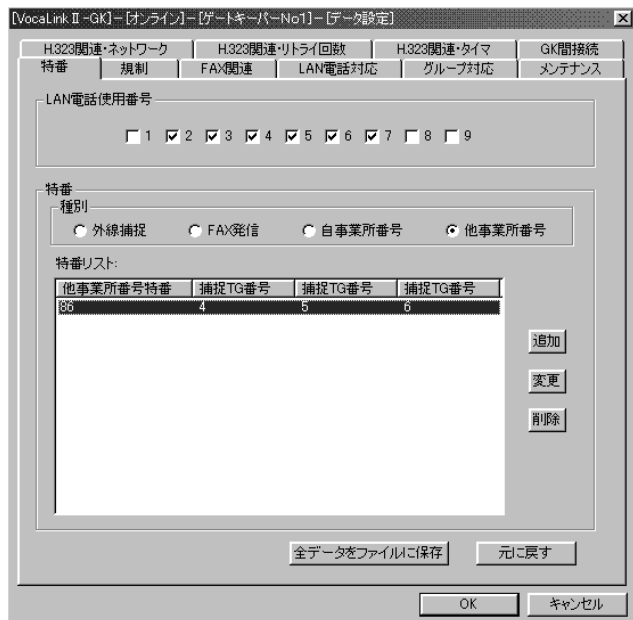 [VocaLinkⅡ-GK]-[オンライン]-[ゲートキーパーNo1]-[データ設定]
H.323関連・ネットワーク H.323関連・リトライ回数 H.323関連・タイマ GK間接続
特番 規制 FAX関連 LAN電話対応 グループ対応 メンテナンス
LAN電話使用番号
1 2 3 4 5 6 7 8 9
特番
種別
外線捕捉 FAX発信 自事業所番号 他事業所番号
特番リスト:
他事業所番号特番 捕捉TG番号 捕捉TG番号 捕捉TG番号
86 4 5 6
追加
変更
削除
全データをファイルに保存 元に戻す
OK キャンセル